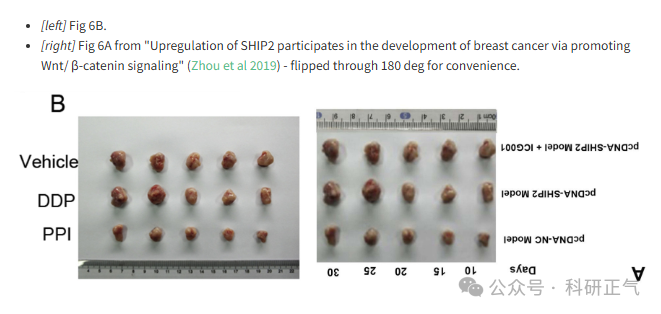 [left] Fig 6B.
[right] Fig 6A from "Upregulation of SHIP2 participates in the development of breast cancer via promoting
Wnt/ β-catenin signaling" (Zhou et al 2019) - flipped through 180 deg for convenience.
B
Vehicle
DDP
PPI
pcDNA-SHIP2 Model + ICG001
pcDNA-SHIP2 Model
pcDNA-NC Model
30 25 20 15 10 Days
A
公众号 · 科研正气